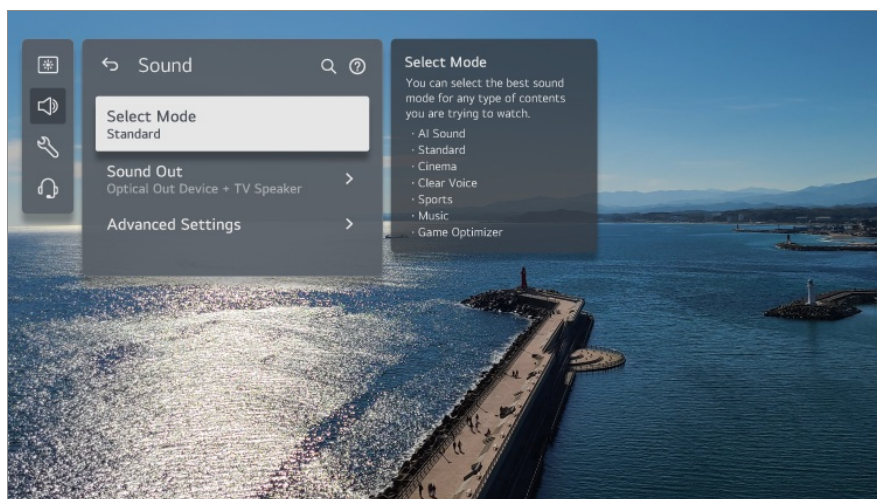 Sound
Select Mode
Standard
Sound Out
Optical Out Device + TV Speaker
Advanced Settings
Select Mode
You can select the best sound
mode for any type of contents
you are trying to watch.
· AI Sound
· Standard
· Cinema
· Clear Voice
· Sports
· Music
· Game Optimizer